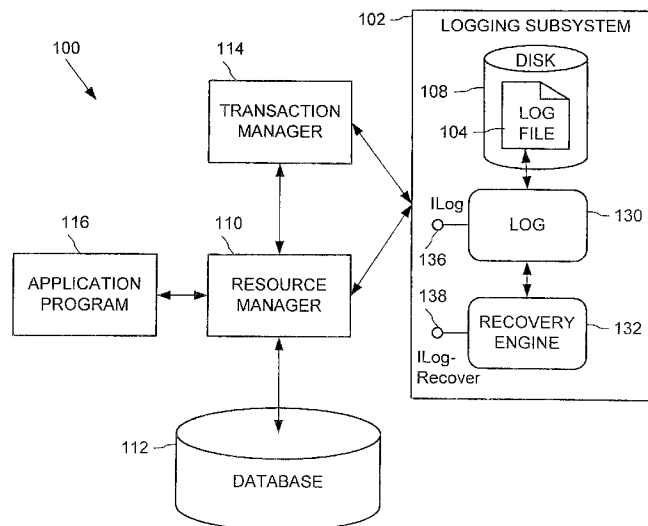 100
114
TRANSACTION
MANAGER
116
APPLICATION
PROGRAM
110
RESOURCE
MANAGER
112
DATABASE
102
LOGGING SUBSYSTEM
DISK
108
104
LOG
FILE
ILog
136
LOG
130
138
ILog-
Recover
RECOVERY
ENGINE
132